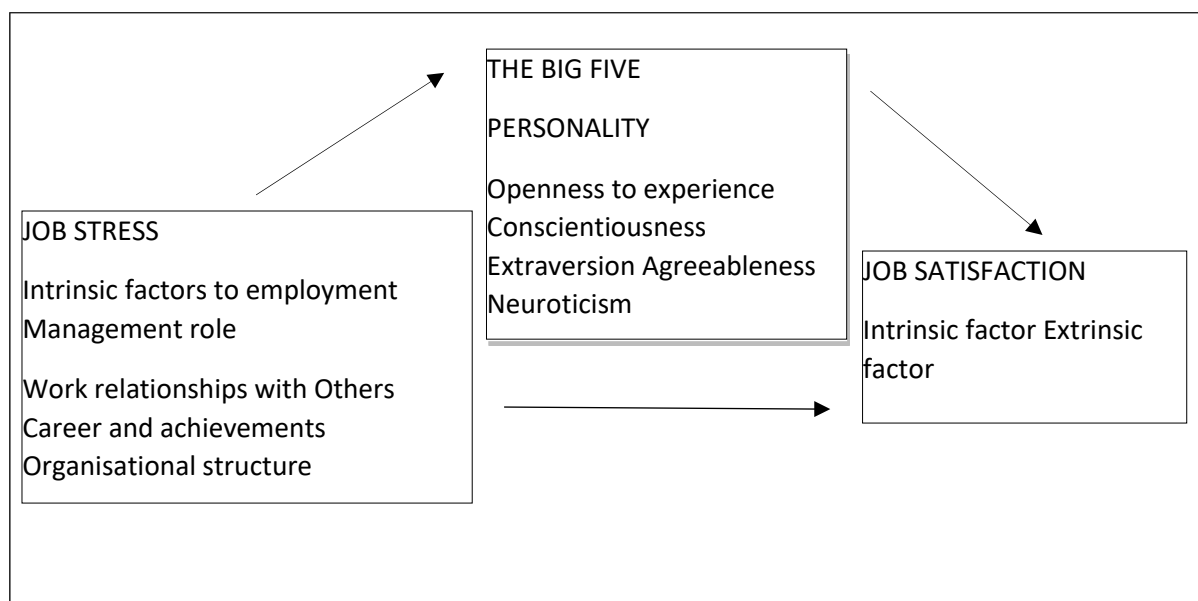 THE BIG FIVE
PERSONALITY
Openness to experience
Conscientiousness
Extraversion Agreeableness
Neuroticism
JOB STRESS
Intrinsic factors to employment
Management role
Work relationships with Others
Career and achievements
Organisational structure
JOB SATISFACTION
Intrinsic factor Extrinsic
factor